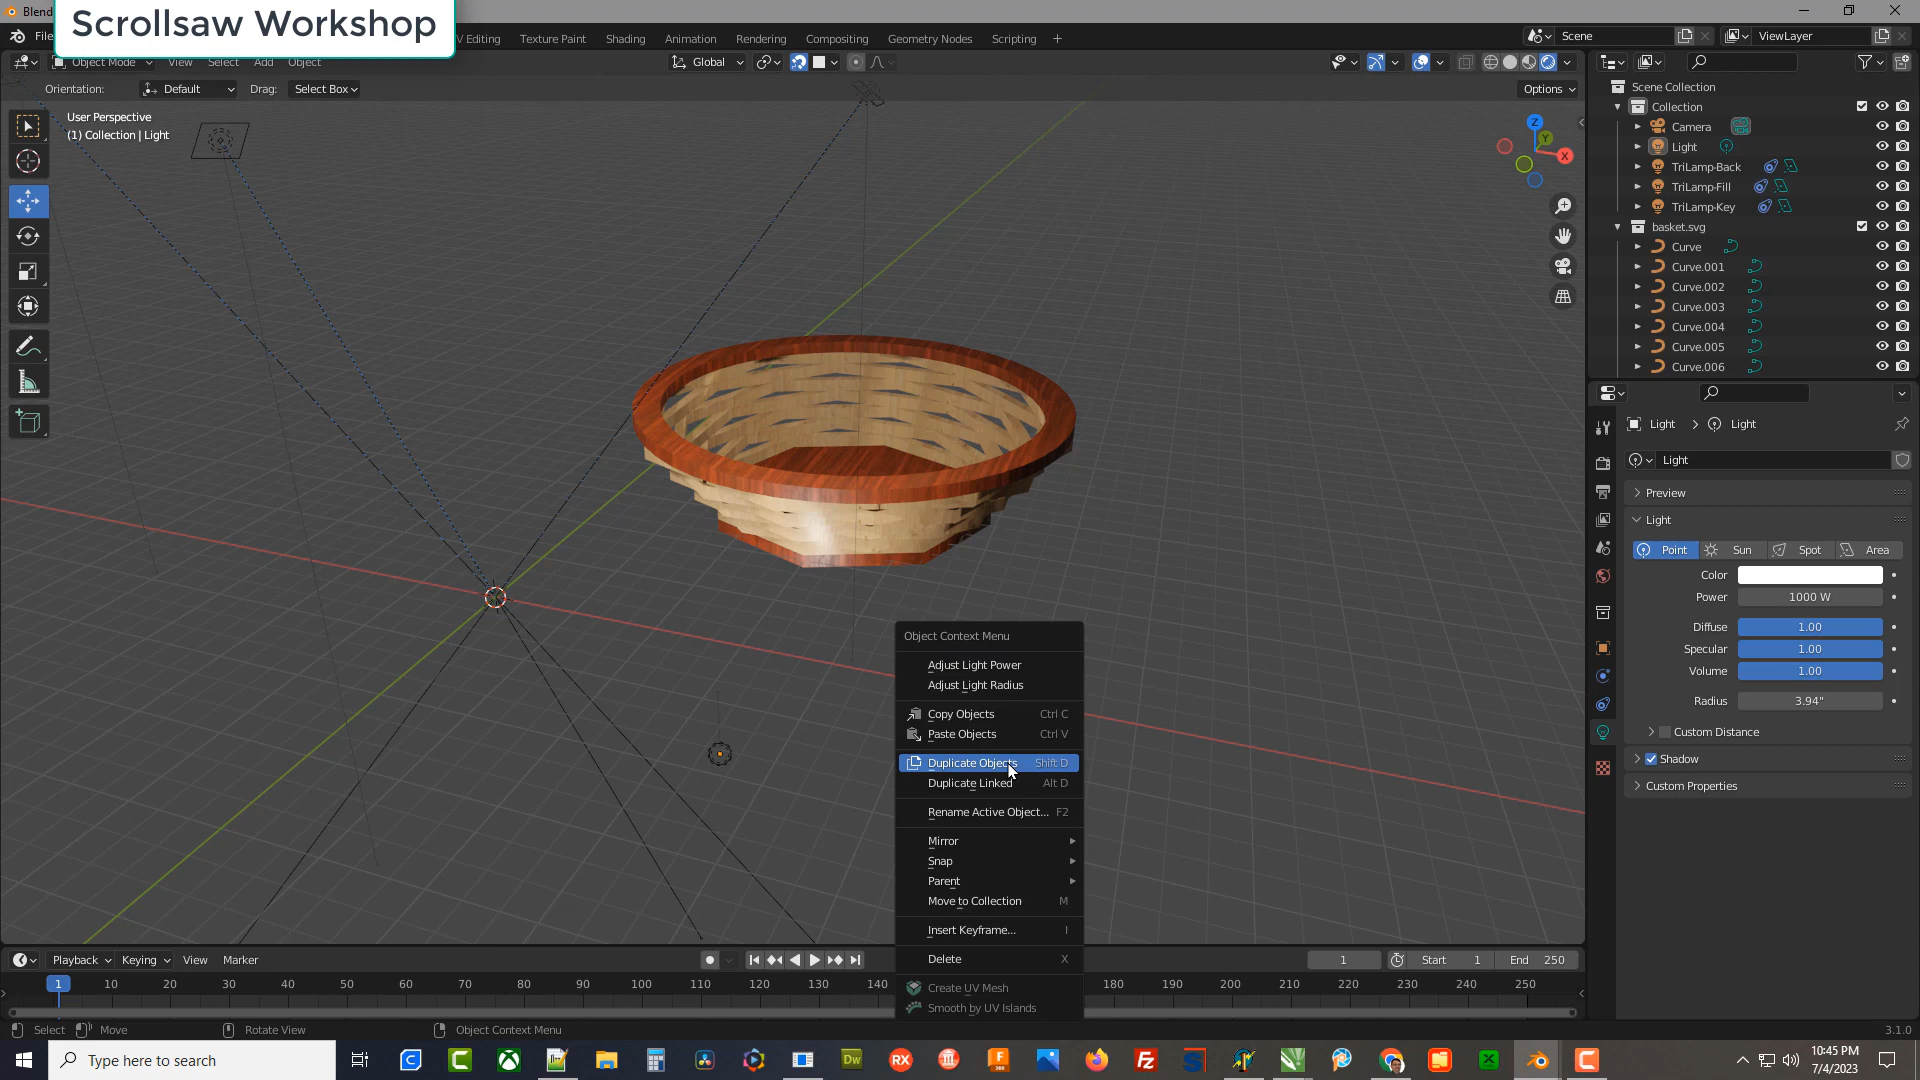 Blend
Scrollsaw Workshop
File
V Editing Texture Paint Shading Animation Rendering Compositing Geometry Nodes Scripting +
Scene
ViewLayer
Object Mode View Select Add Object
Global
Orientation: Default Drag: Select Box
Options
User Perspective
(1) Collection | Light
Z
Y
X
Scene Collection
Collection
Camera
Light
TriLamp-Back
TriLamp-Fill
TriLamp-Key
basket.svg
Curve
Curve.001
Curve.002
Curve.003
Curve.004
Curve.005
Curve.006
Light > Light
Light
Preview
Light
Point Sun Spot Area
Color
Power 1000 W
Diffuse 1.00
Specular 1.00
Volume 1.00
Radius 3.94"
Custom Distance
Shadow
Custom Properties
Object Context Menu
Adjust Light Power
Adjust Light Radius
Copy Objects Ctrl C
Paste Objects Ctrl V
Duplicate Objects Shift D
Duplicate Linked Alt D
Rename Active Object... F2
Mirror
Snap
Parent
Move to Collection M
Insert Keyframe... I
Delete X
Create UV Mesh
Smooth by UV Islands
Playback Keying View Marker
1 Start 1 End 250
1 10 20 30 40 50 60 70 80 90 100 110 120 130 140 180 190 200 210 220 230 240 250
Select Move Rotate View Object Context Menu 3.1.0
Type here to search
Dw
RX
F
360
Fz
10:45 PM
7/4/2023